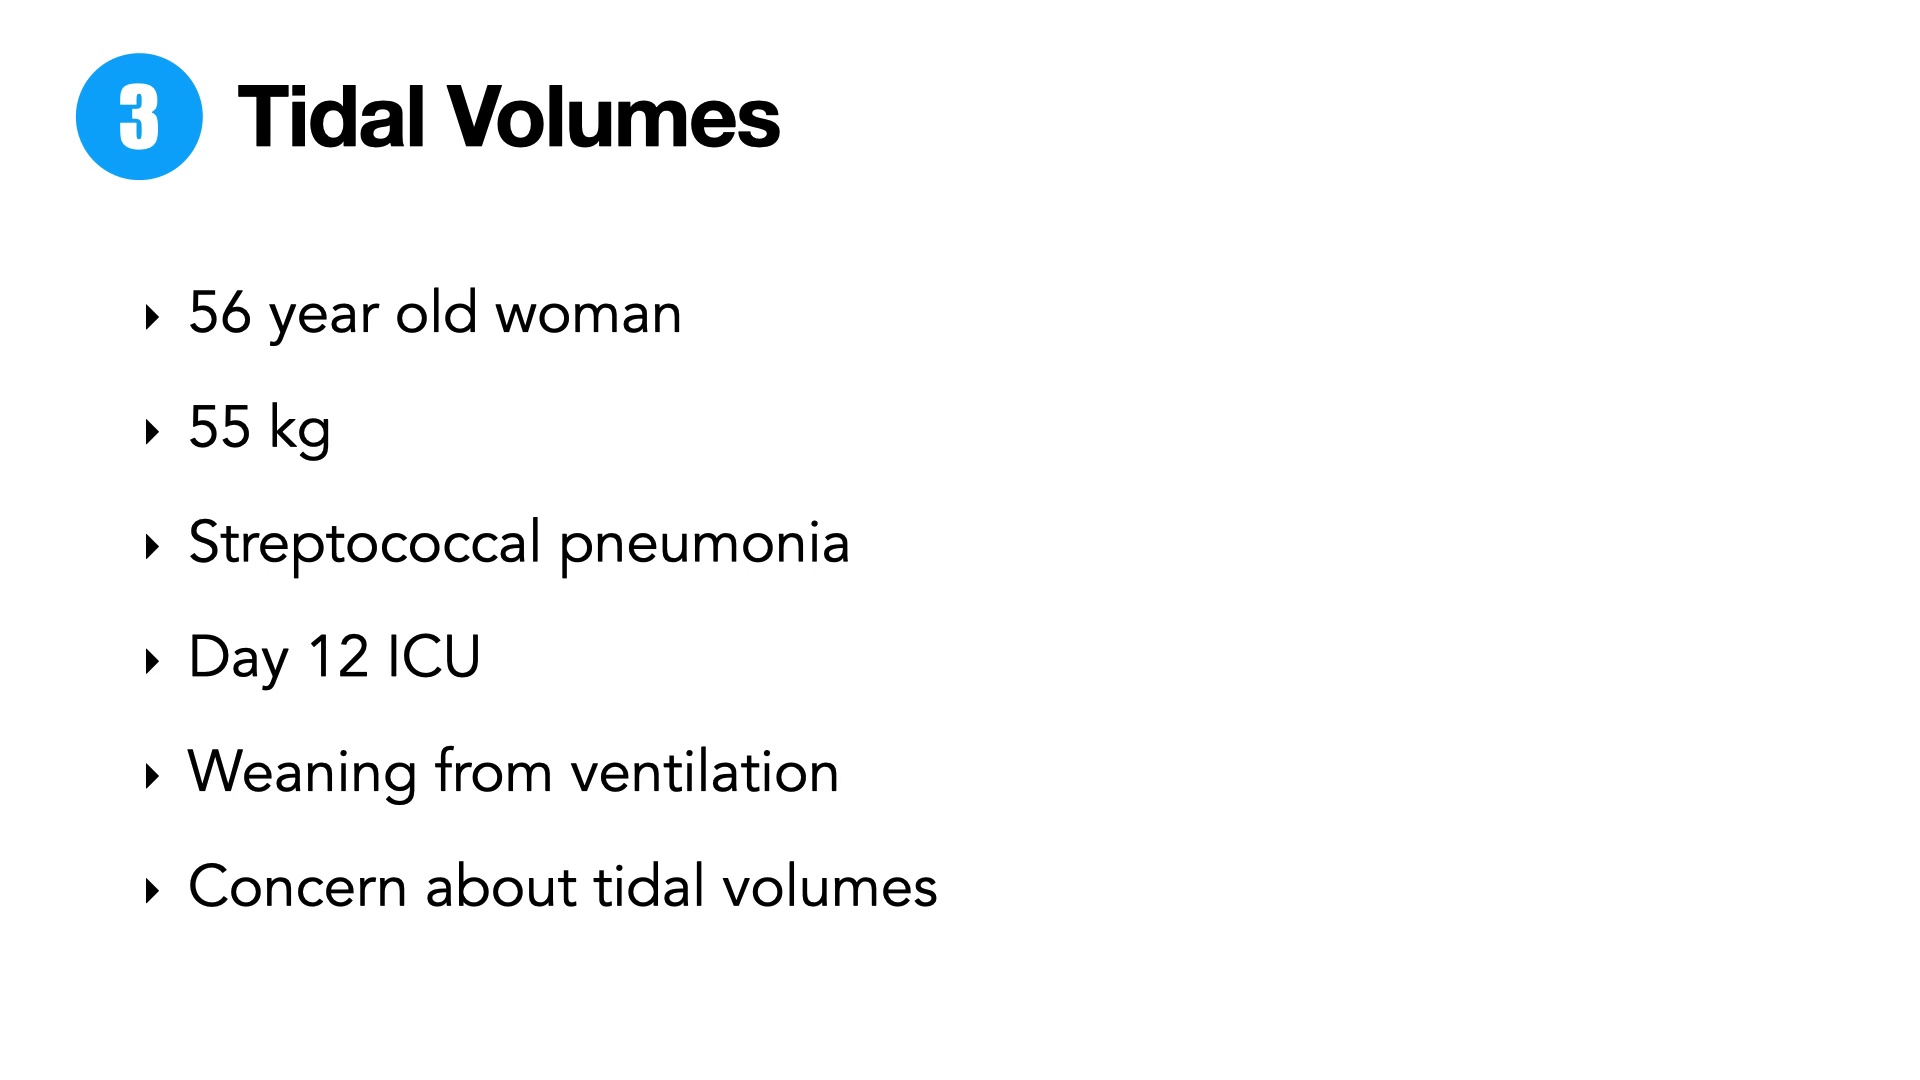 3 Tidal Volumes
‣ 56 year old woman
‣ 55 kg
‣ Streptococcal pneumonia
‣ Day 12 ICU
‣ Weaning from ventilation
‣ Concern about tidal volumes